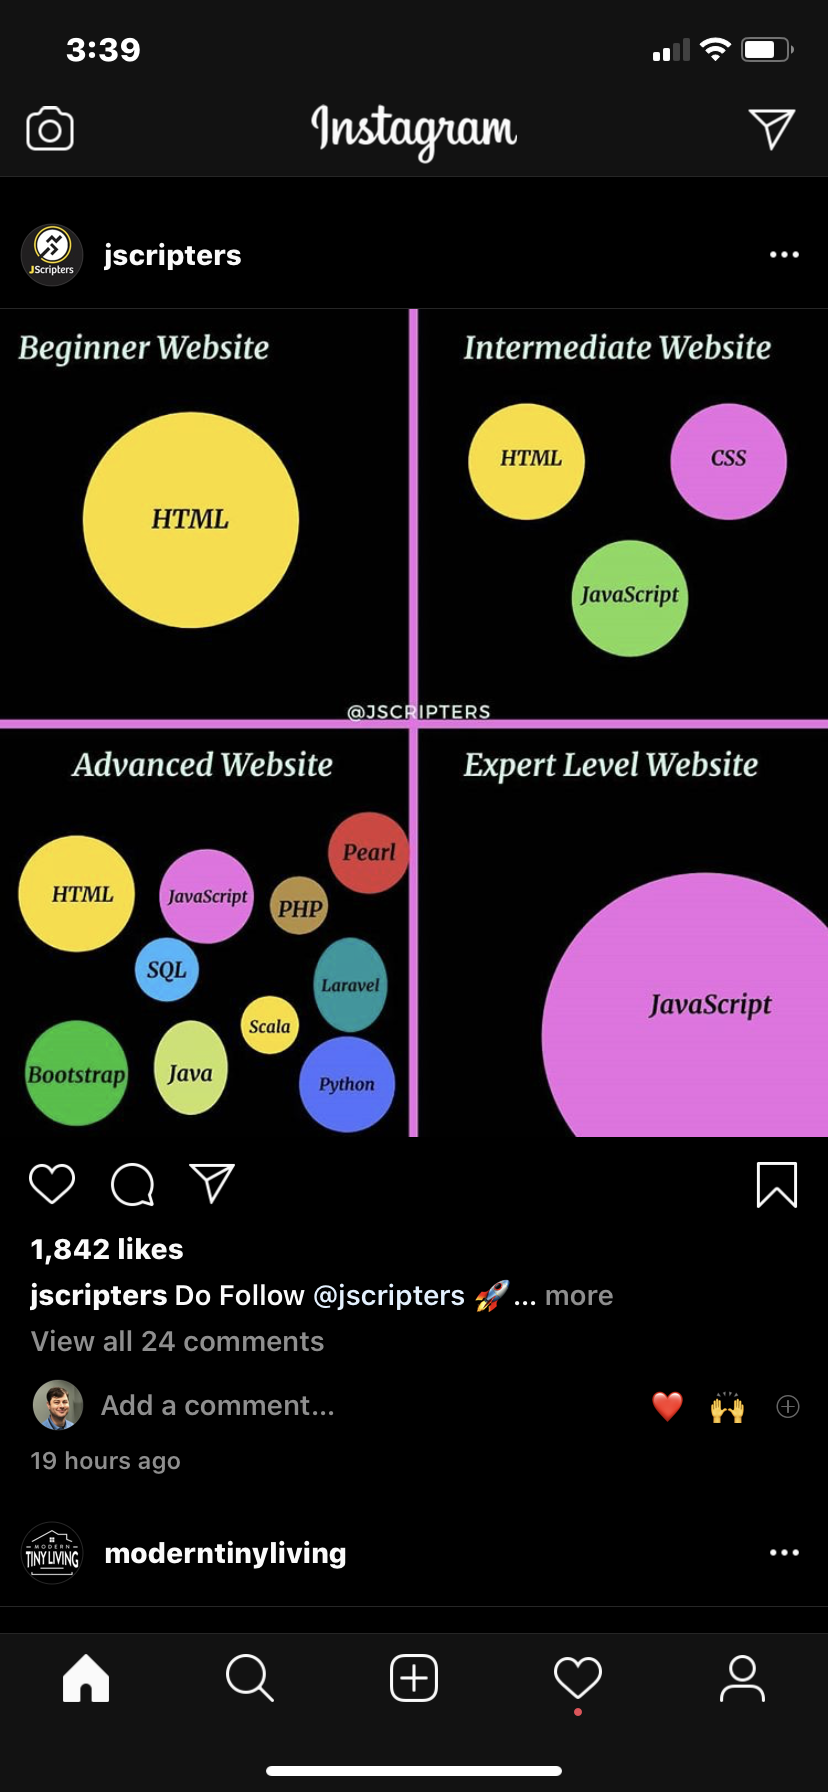 3:39
Instagram
JScripters
jscripters
Beginner Website
HTML
Intermediate Website
HTML
CSS
JavaScript
@JSCRIPTERS
Advanced Website
HTML
JavaScript
PHP
Pearl
SQL
Laravel
Scala
Bootstrap
Java
Python
Expert Level Website
JavaScript
1,842 likes
jscripters Do Follow @jscripters 🚀... more
View all 24 comments
Add a comment...
❤️ 🙌
19 hours ago
MODERN
TINY LIVING
moderntinyliving